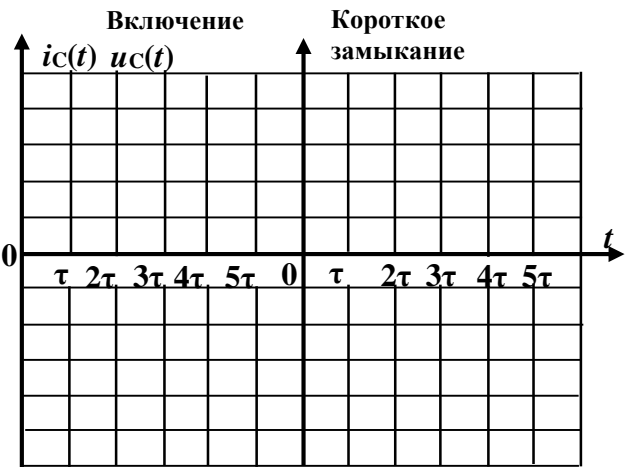 Включение
Короткое
замыкание
iC(t) uC(t)
t
0 τ 2τ 3τ 4τ 5τ 0 τ 2τ 3τ 4τ 5τ